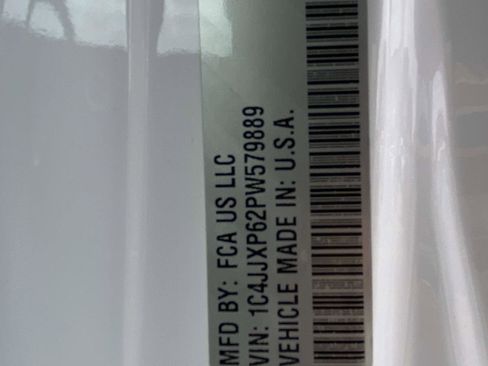 MFD BY: FCA US LLC
VIN: 1C4JJXP62PW579889
VEHICLE MADE IN: U.S.A.